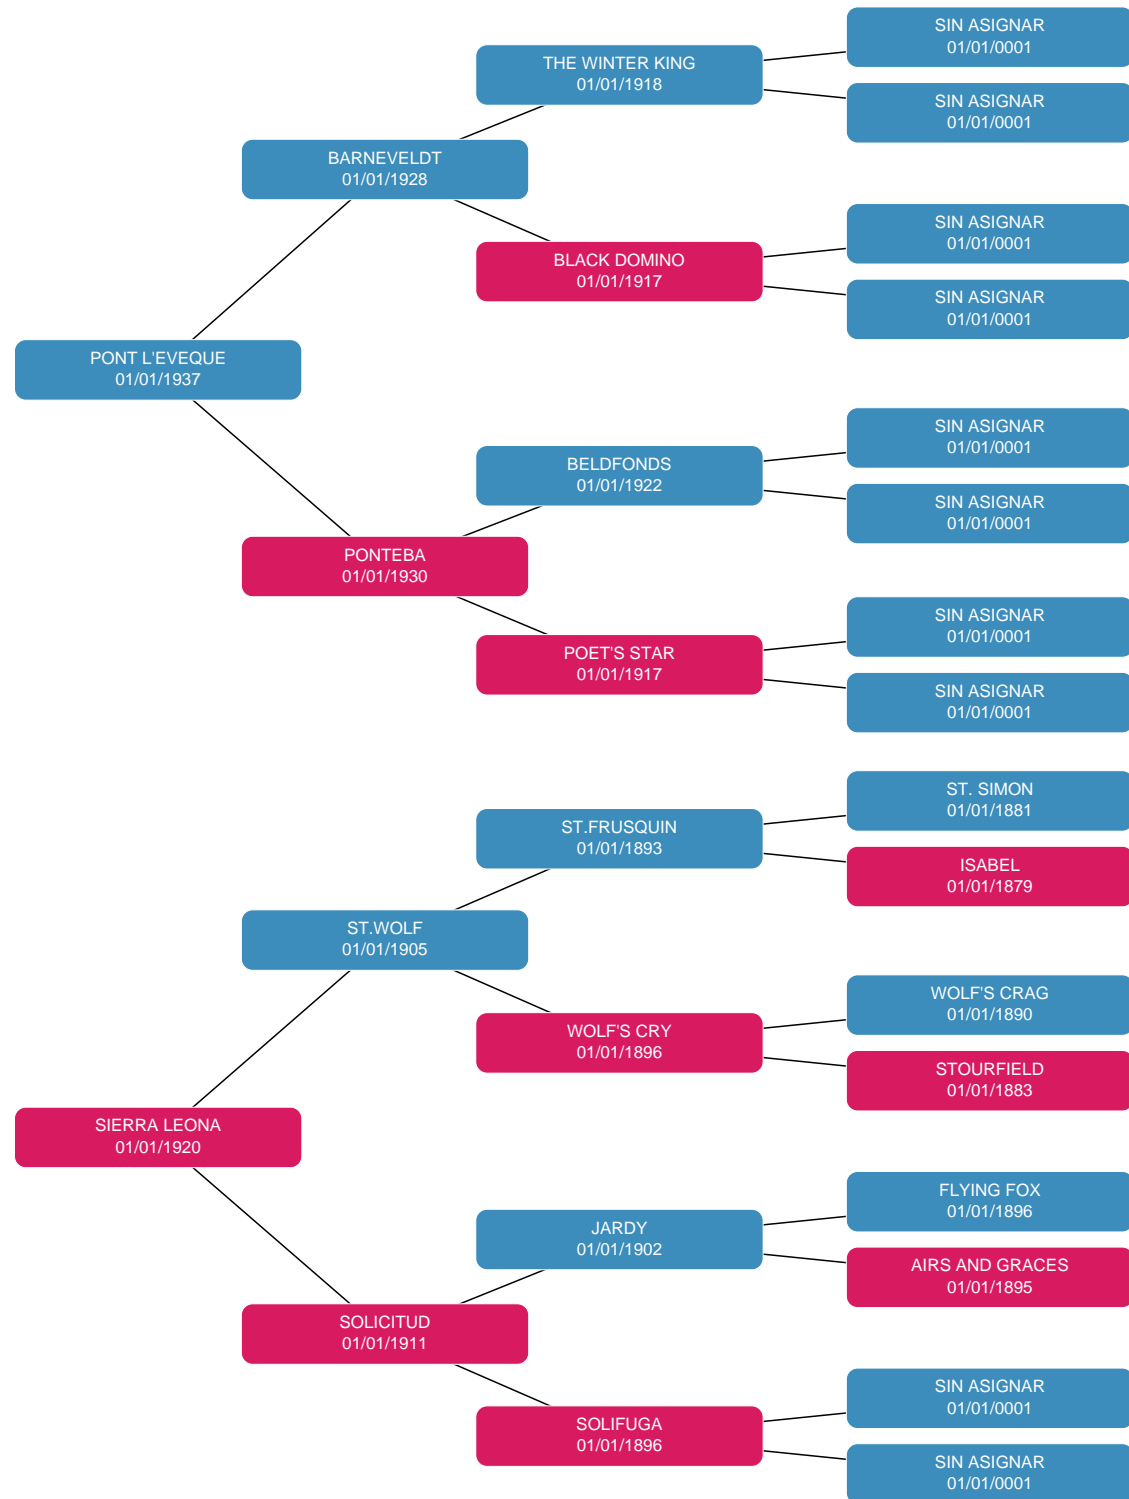 SIN ASIGNAR
01/01/0001
THE WINTER KING
01/01/1918
SIN ASIGNAR
01/01/0001
BARNEVELDT
01/01/1928
SIN ASIGNAR
01/01/0001
BLACK DOMINO
01/01/1917
SIN ASIGNAR
01/01/0001
PONT L'EVEQUE
01/01/1937
SIN ASIGNAR
01/01/0001
BELDFONDS
01/01/1922
SIN ASIGNAR
01/01/0001
PONTEBA
01/01/1930
SIN ASIGNAR
01/01/0001
POET'S STAR
01/01/1917
SIN ASIGNAR
01/01/0001
ST. SIMON
01/01/1881
ST.FRUSQUIN
01/01/1893
ISABEL
01/01/1879
ST.WOLF
01/01/1905
WOLF'S CRAG
01/01/1890
WOLF'S CRY
01/01/1896
STOURFIELD
01/01/1883
SIERRA LEONA
01/01/1920
FLYING FOX
01/01/1896
JARDY
01/01/1902
AIRS AND GRACES
01/01/1895
SOLICITUD
01/01/1911
SIN ASIGNAR
01/01/0001
SOLIFUGA
01/01/1896
SIN ASIGNAR
01/01/0001